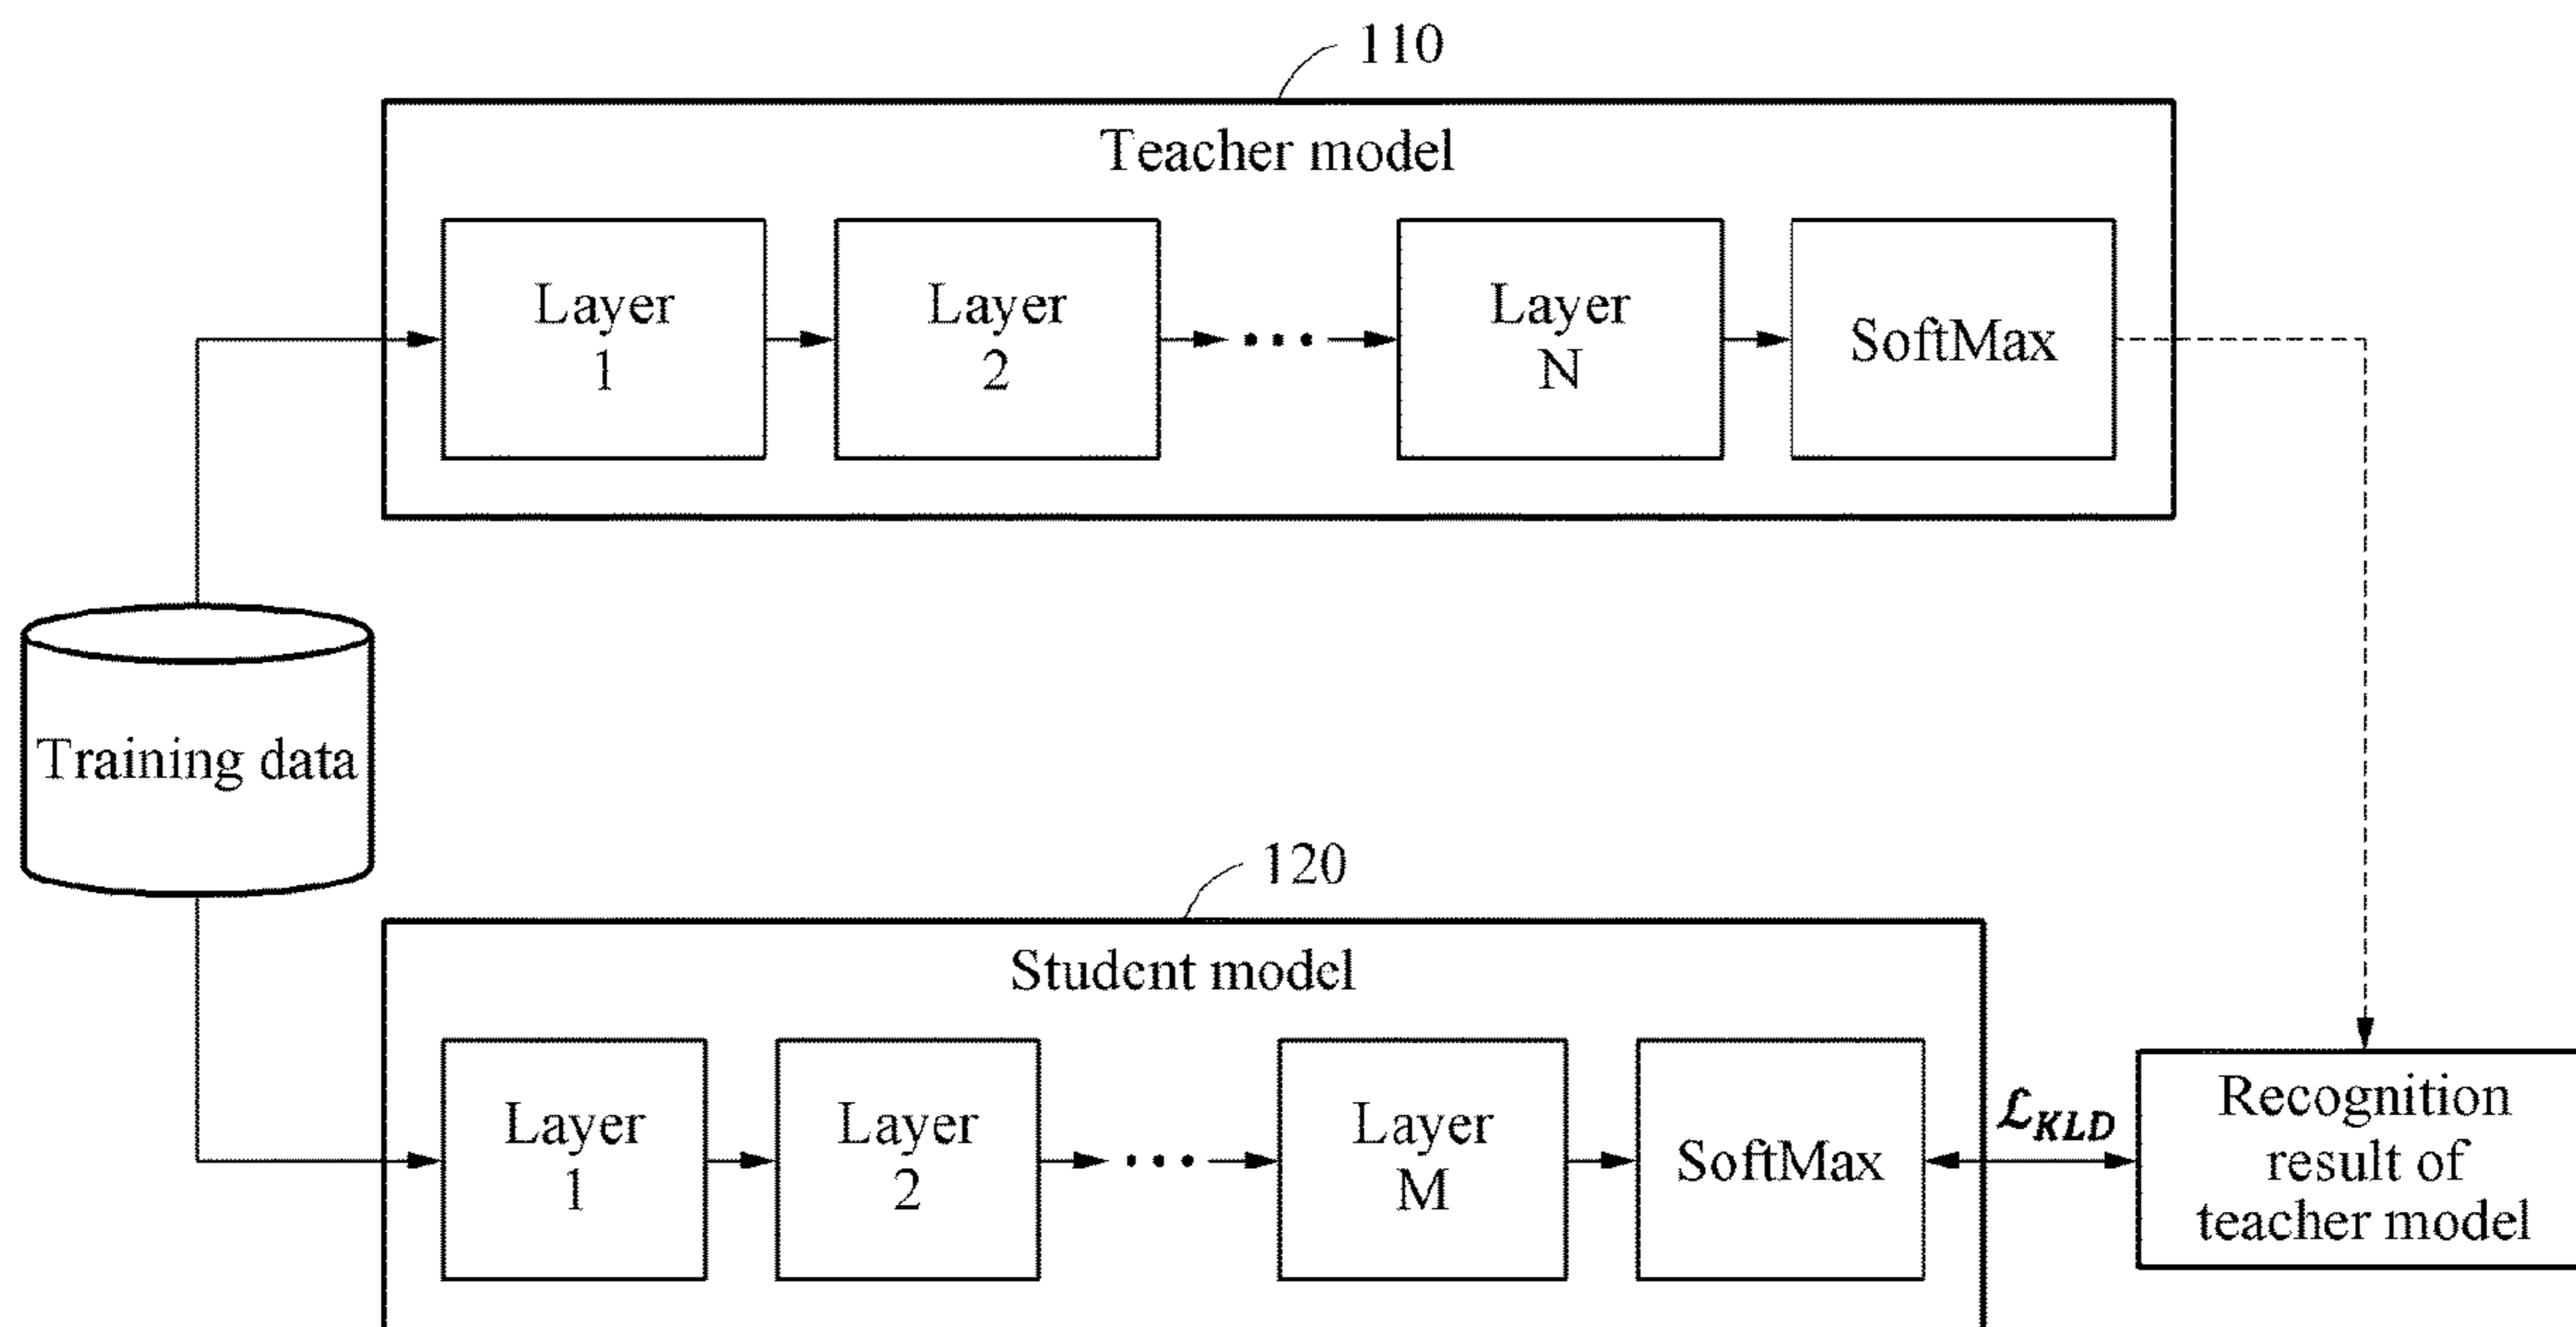 110
Teacher model
Layer
1
Layer
2
...
Layer
N
SoftMax
Training data
120
Student model
Layer
1
Layer
2
...
Layer
M
SoftMax
ℒKLD
Recognition
result of
teacher model